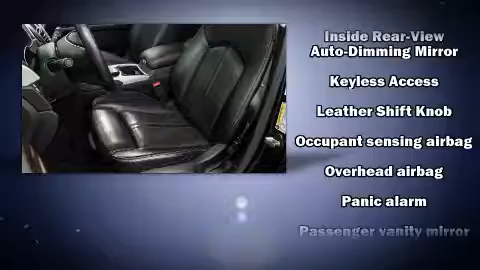 Inside Rear-View
Auto-Dimming Mirror
Keyless Access
Leather Shift Knob
Occupant sensing airbag
Overhead airbag
Panic alarm
Passenger vanity mirror